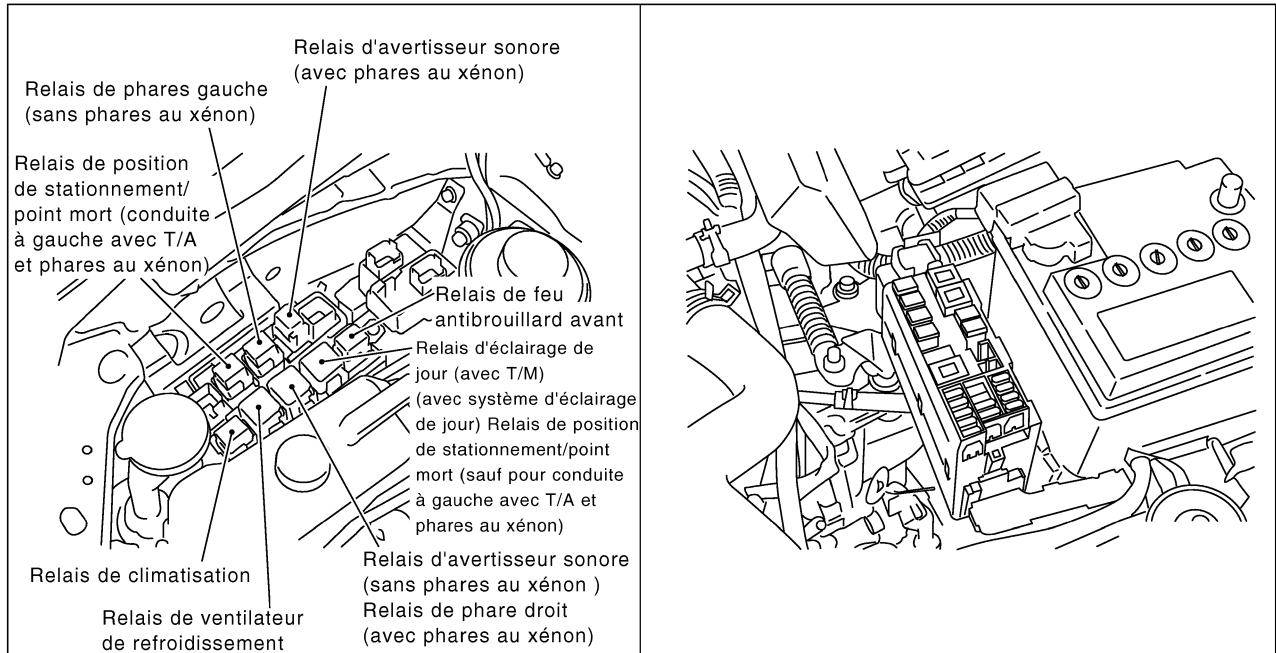 Relais d'avertisseur sonore
(avec phares au xénon)
Relais de phares gauche
(sans phares au xénon)
Relais de position
de stationnement/
point mort (conduite
à gauche avec T/A
et phares au xénon)
Relais de feu
antibrouillard avant
Relais d'éclairage de
jour (avec T/M)
(avec système d'éclairage
de jour) Relais de position
de stationnement/point
mort (sauf pour conduite
à gauche avec T/A et
phares au xénon)
Relais d'avertisseur sonore
(sans phares au xénon )
Relais de phare droit
(avec phares au xénon)
Relais de climatisation
Relais de ventilateur
de refroidissement